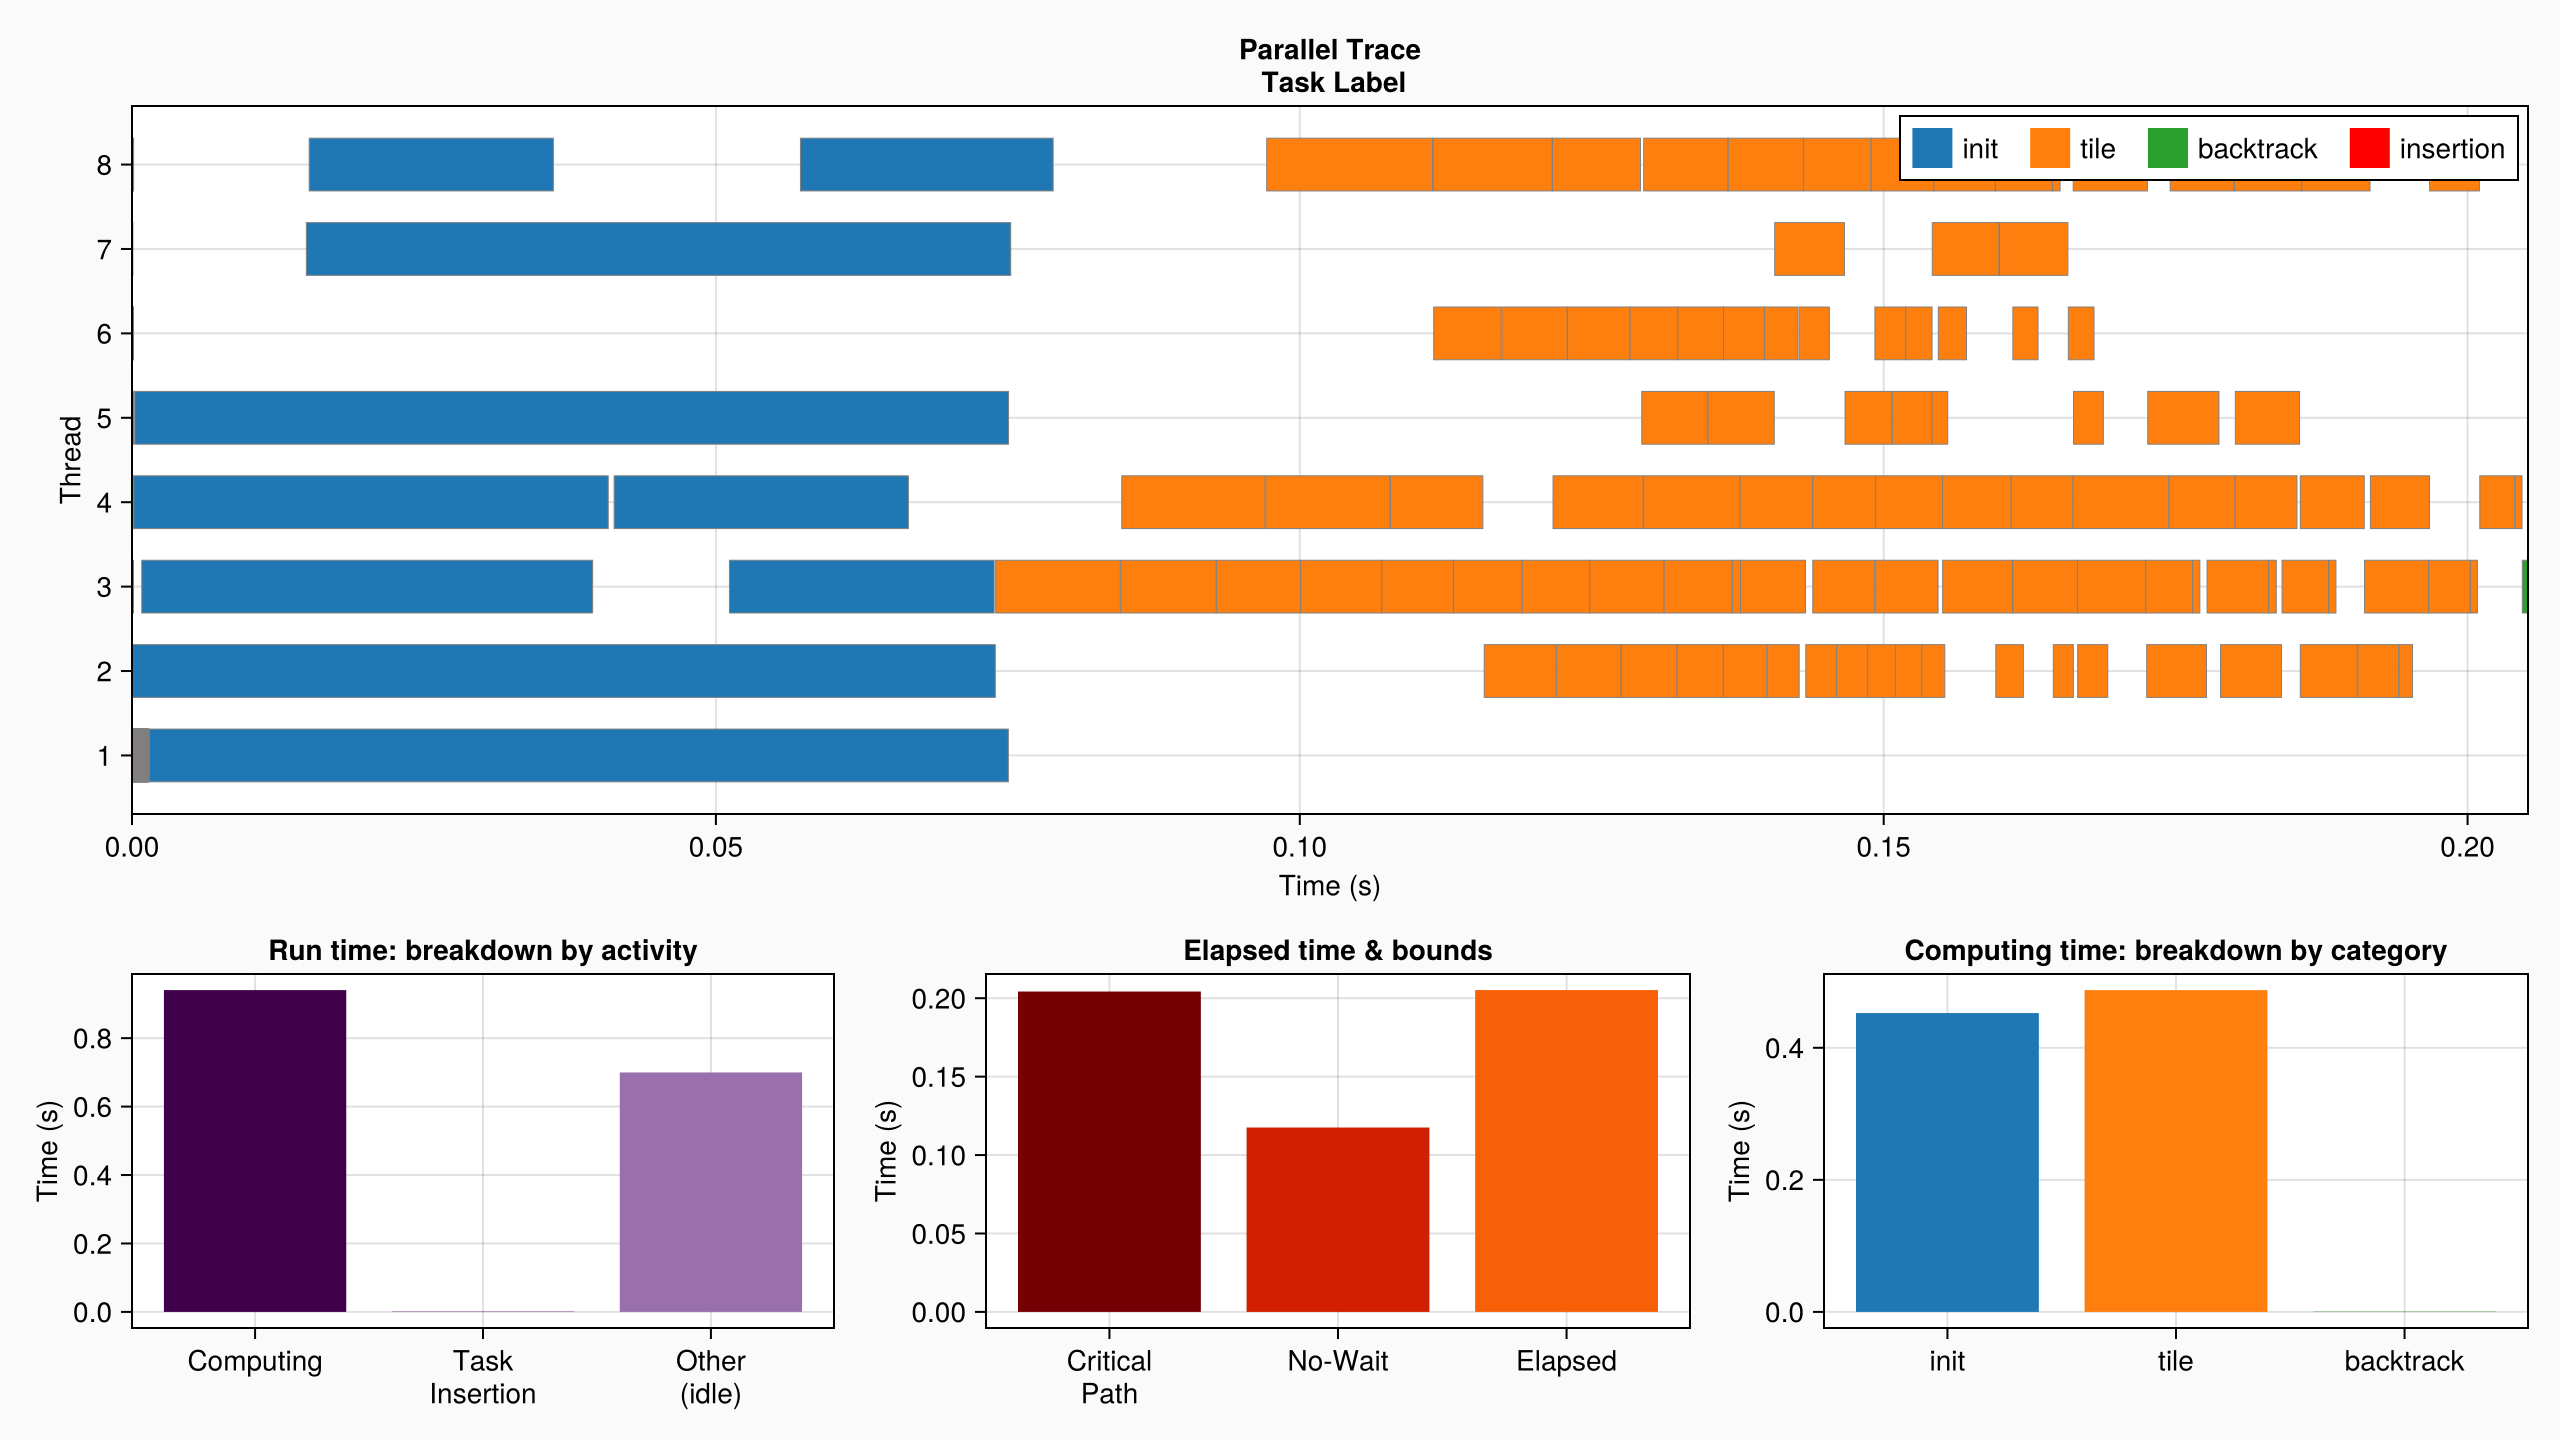 Parallel Trace
Task Label
init tile backtrack insertion
Thread
8
7
6
5
4
3
2
1
0.00 0.05 0.10 0.15 0.20
Time (s)
Run time: breakdown by activity
Time (s)
0.8
0.6
0.4
0.2
0.0
Computing Task Insertion Other (idle)
Elapsed time & bounds
Time (s)
0.20
0.15
0.10
0.05
0.00
Critical Path No-Wait Elapsed
Computing time: breakdown by category
Time (s)
0.4
0.2
0.0
init tile backtrack